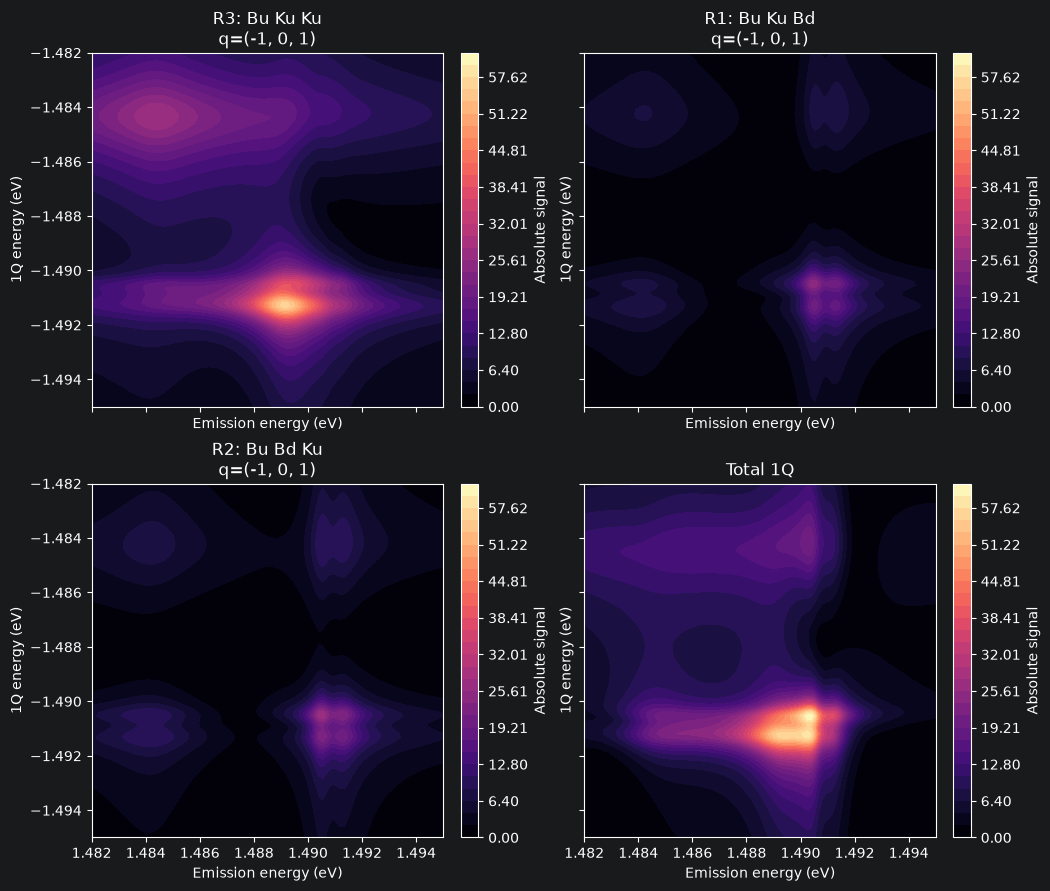 R3: Bu Ku Ku
q=(-1, 0, 1)
−1.482
−1.484
−1.486
−1.488
−1.490
−1.492
−1.494
1Q energy (eV)
Emission energy (eV)
57.62
51.22
44.81
38.41
32.01
25.61
19.21
12.80
6.40
0.00
Absolute signal
R1: Bu Ku Bd
q=(-1, 0, 1)
1Q energy (eV)
Emission energy (eV)
57.62
51.22
44.81
38.41
32.01
25.61
19.21
12.80
6.40
0.00
Absolute signal
R2: Bu Bd Ku
q=(-1, 0, 1)
−1.482
−1.484
−1.486
−1.488
−1.490
−1.492
−1.494
1Q energy (eV)
1.482 1.484 1.486 1.488 1.490 1.492 1.494
Emission energy (eV)
57.62
51.22
44.81
38.41
32.01
25.61
19.21
12.80
6.40
0.00
Absolute signal
Total 1Q
1Q energy (eV)
1.482 1.484 1.486 1.488 1.490 1.492 1.494
Emission energy (eV)
57.62
51.22
44.81
38.41
32.01
25.61
19.21
12.80
6.40
0.00
Absolute signal